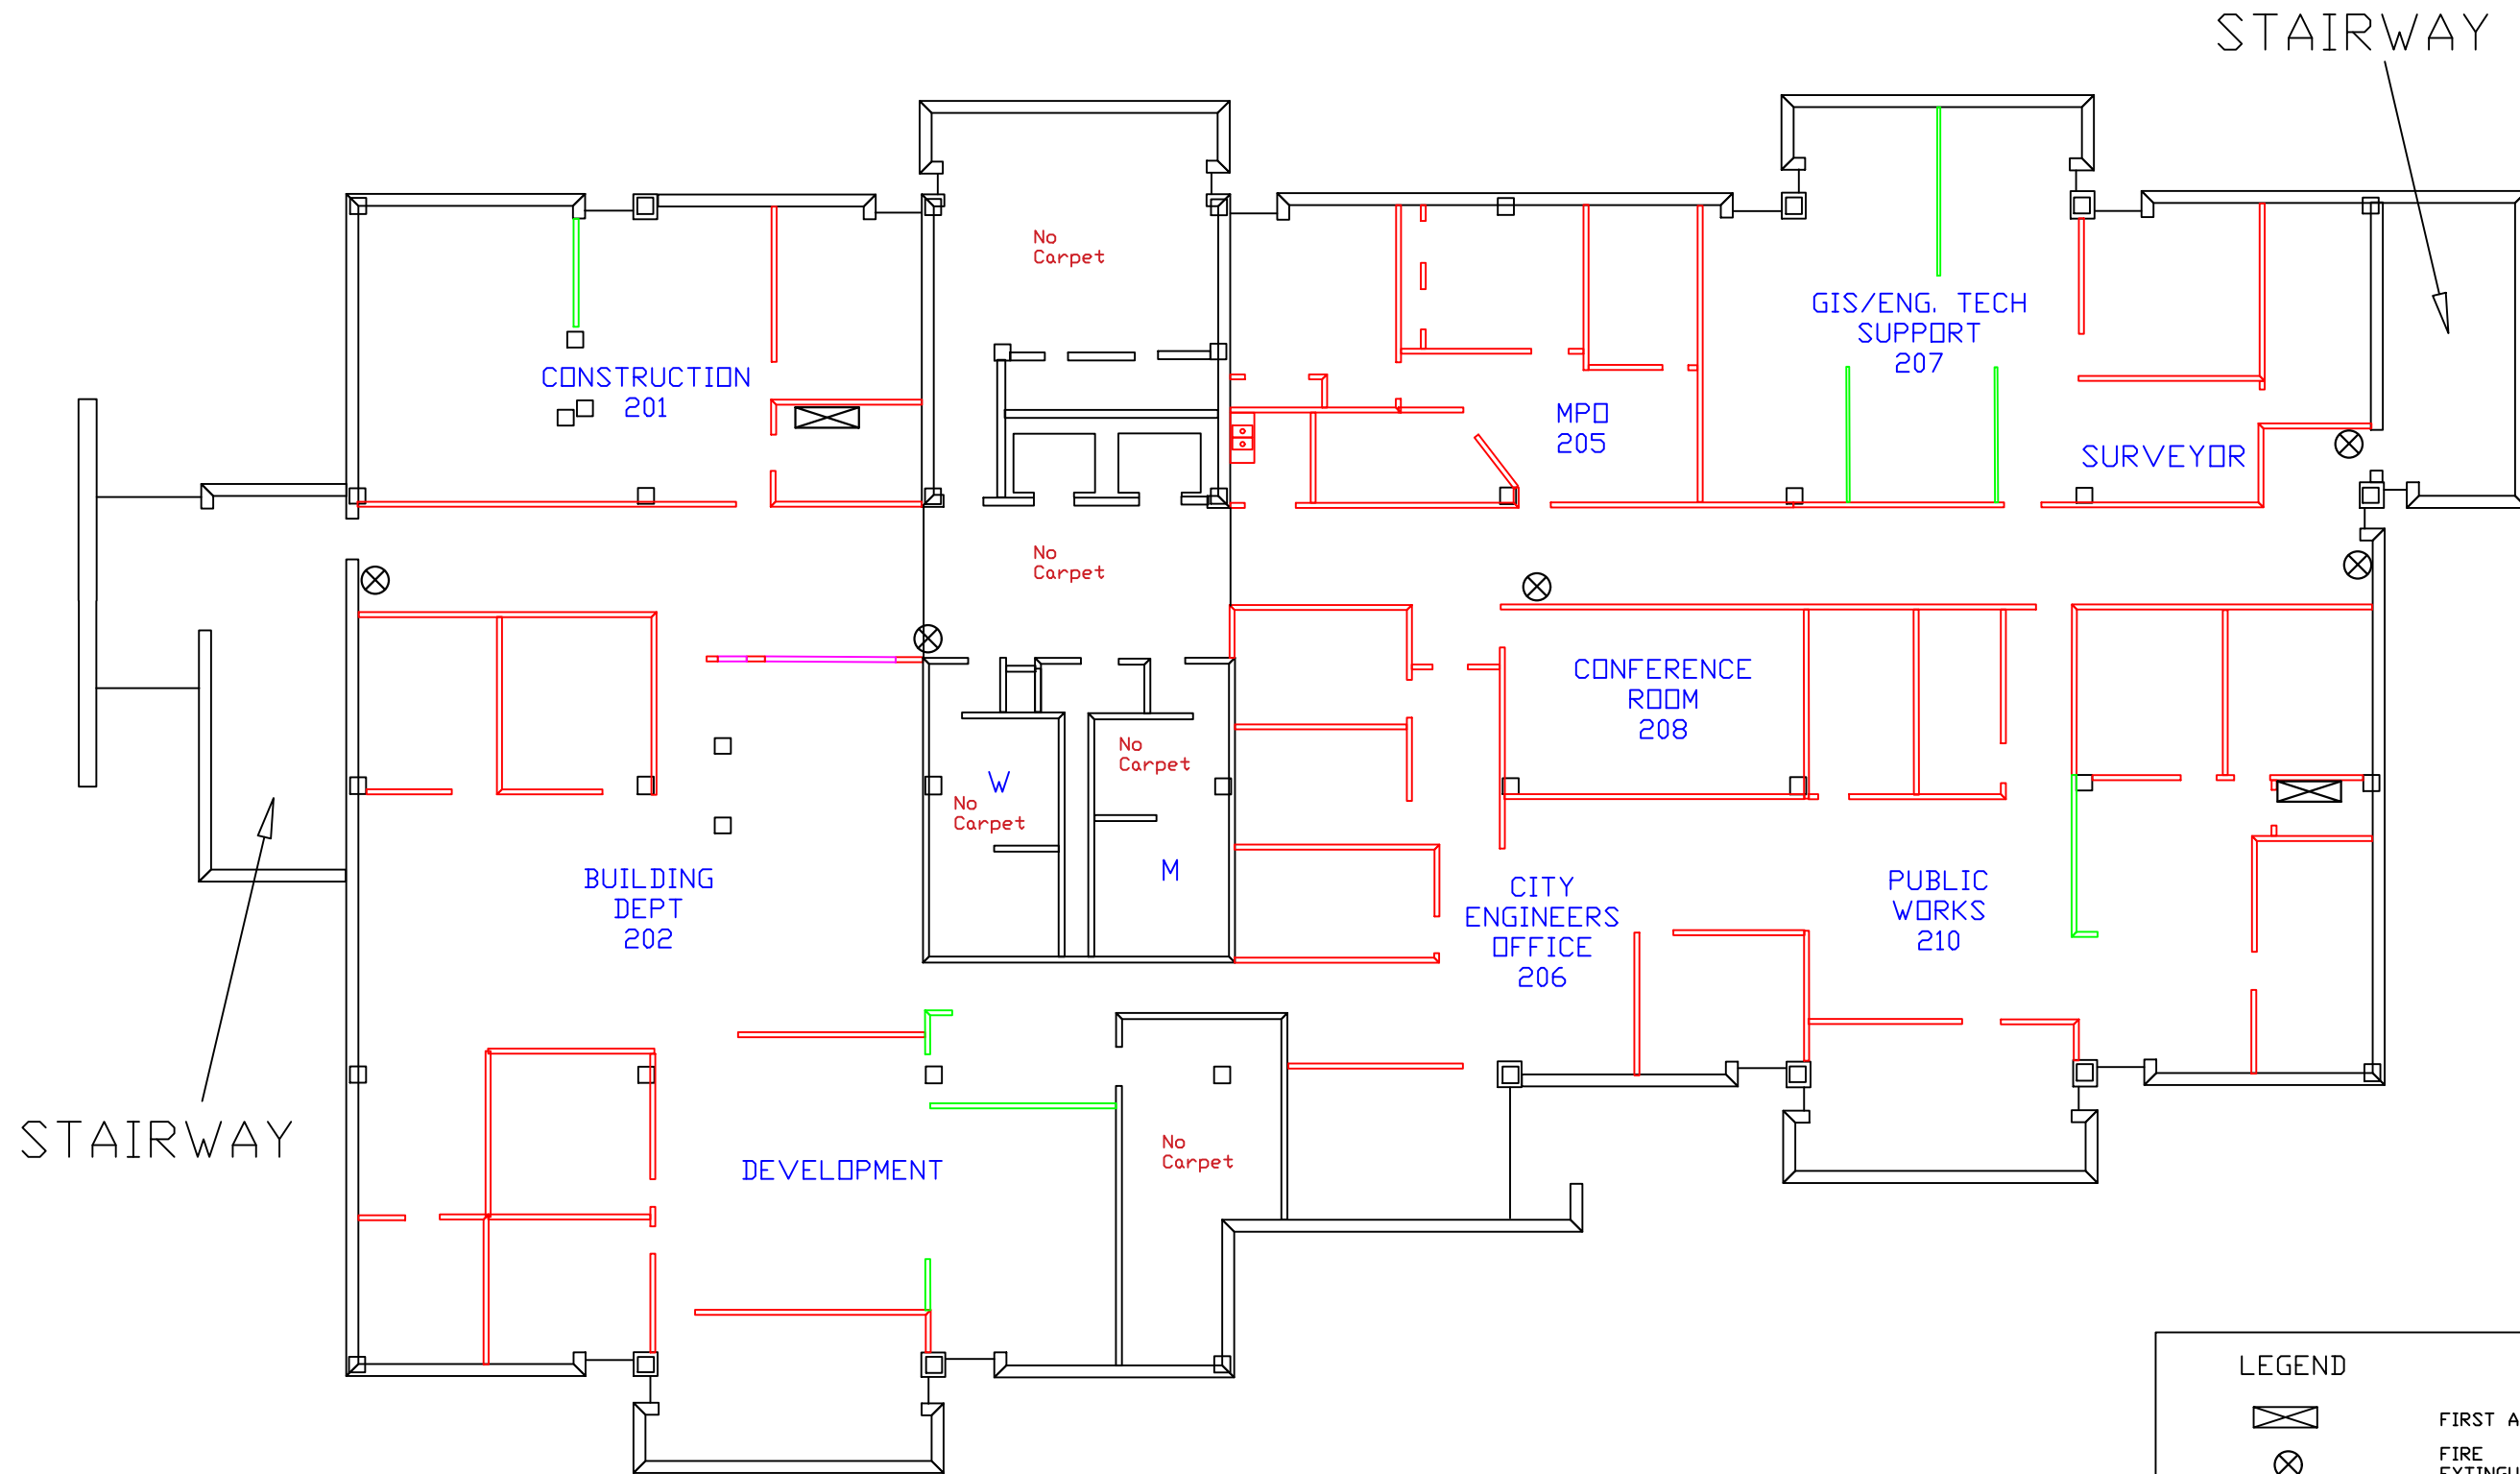 STAIRWAY
No
Carpet
GIS/ENG. TECH
SUPPORT
207
CONSTRUCTION
201
MPO
205
SURVEYOR
No
Carpet
CONFERENCE
ROOM
208
No
Carpet
W
No
Carpet
M
BUILDING
DEPT
202
CITY
ENGINEERS
OFFICE
206
PUBLIC
WORKS
210
STAIRWAY
No
Carpet
DEVELOPMENT
LEGEND
FIRST A
FIRE